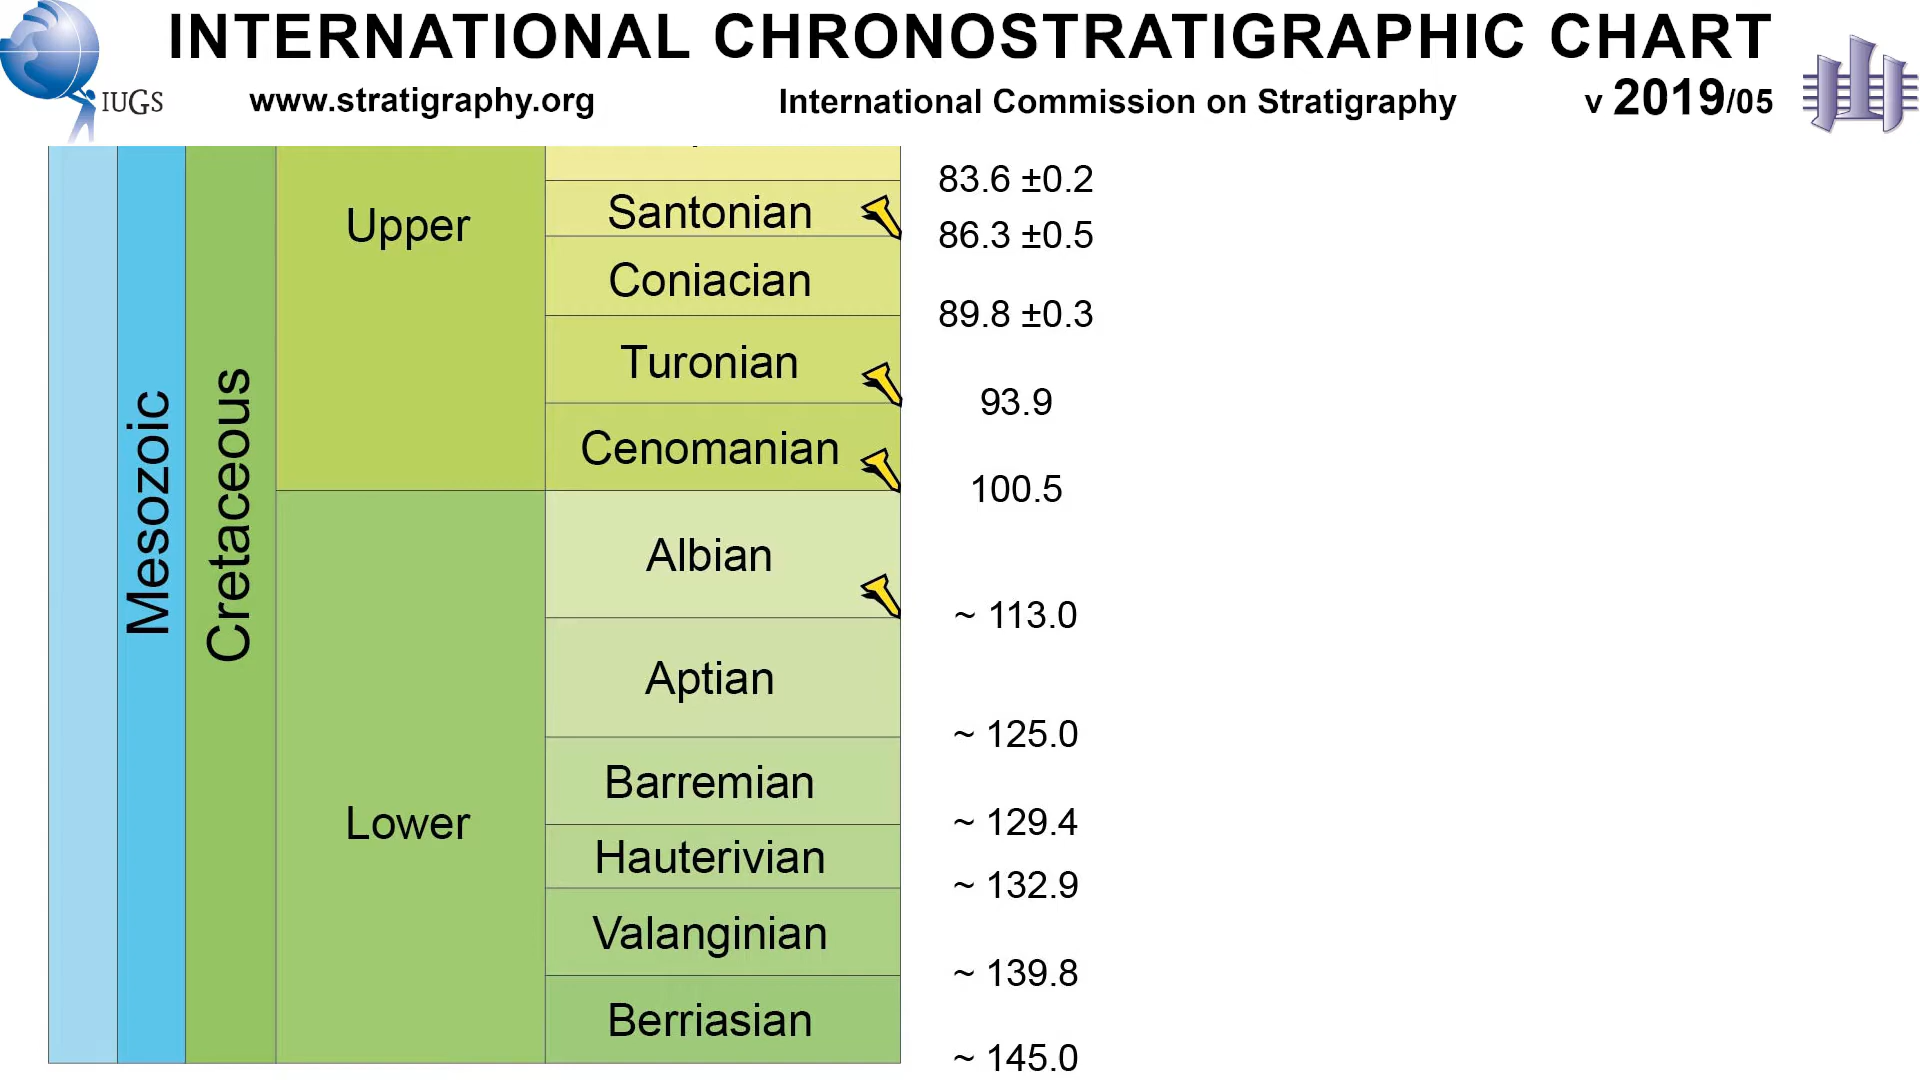 INTERNATIONAL CHRONOSTRATIGRAPHIC CHART
IUGS
www.stratigraphy.org
International Commission on Stratigraphy
v 2019/05
Mesozoic
Cretaceous
Upper
Lower
83.6 ±0.2
Santonian
86.3 ±0.5
Coniacian
89.8 ±0.3
Turonian
93.9
Cenomanian
100.5
Albian
~ 113.0
Aptian
~ 125.0
Barremian
~ 129.4
Hauterivian
~ 132.9
Valanginian
~ 139.8
Berriasian
~ 145.0